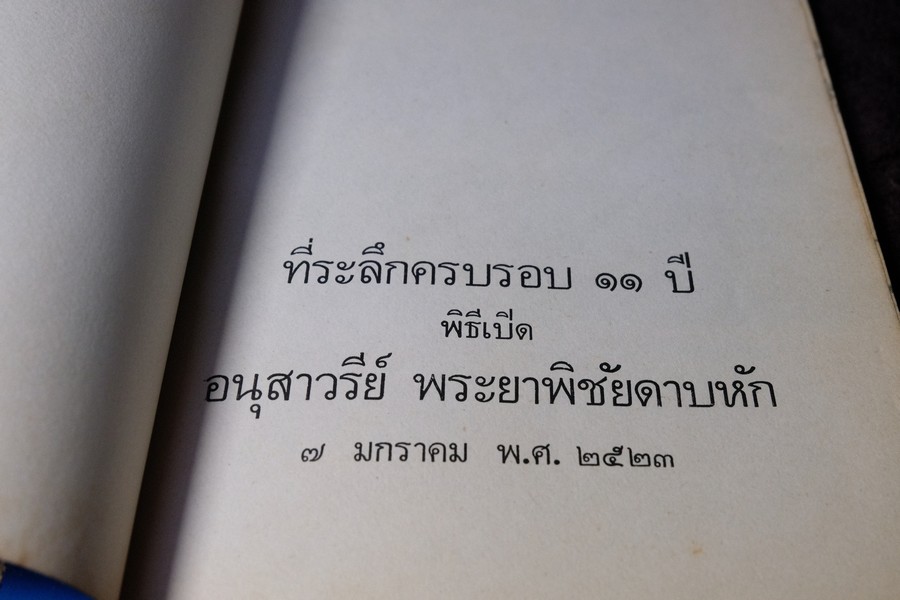 ที่ระลึกครบรอบ ๑๑ ปี
พิธีเปิด
อนุสาวรีย์ พระยาพิชัยดาบหัก
๗ มกราคม พ.ศ. ๒๕๒๓